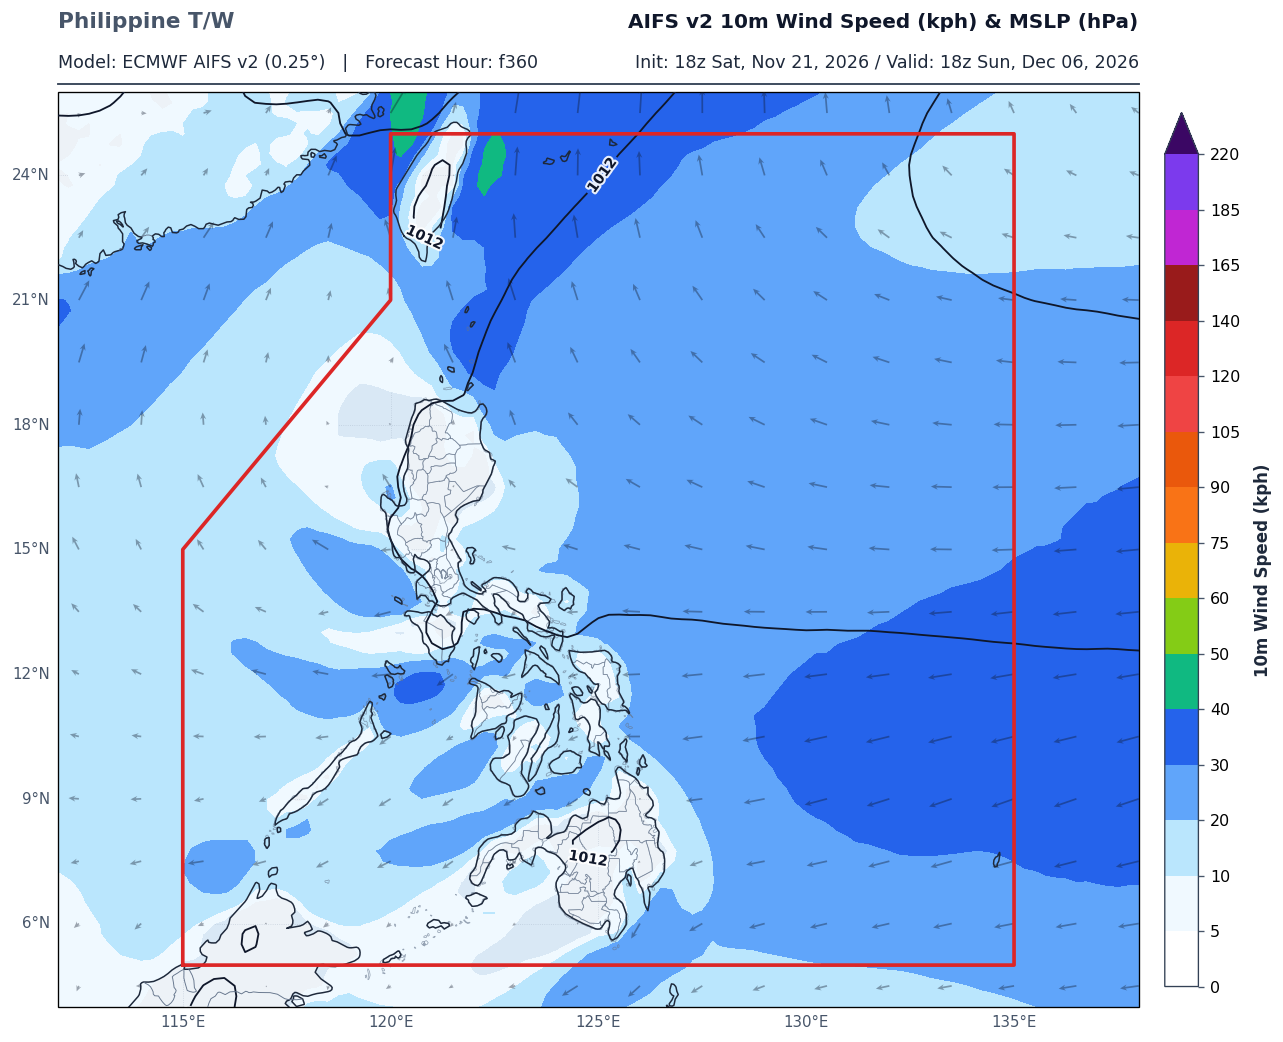 Philippine T/W
AIFS v2 10m Wind Speed (kph) & MSLP (hPa)
Model: ECMWF AIFS v2 (0.25°) | Forecast Hour: f360
Init: 18z Sat, Nov 21, 2026 / Valid: 18z Sun, Dec 06, 2026
24°N
21°N
18°N
15°N
12°N
9°N
6°N
115°E
120°E
125°E
130°E
135°E
1012
1012
1012
220
185
165
140
120
105
90
75
60
50
40
30
20
10
5
0
10m Wind Speed (kph)